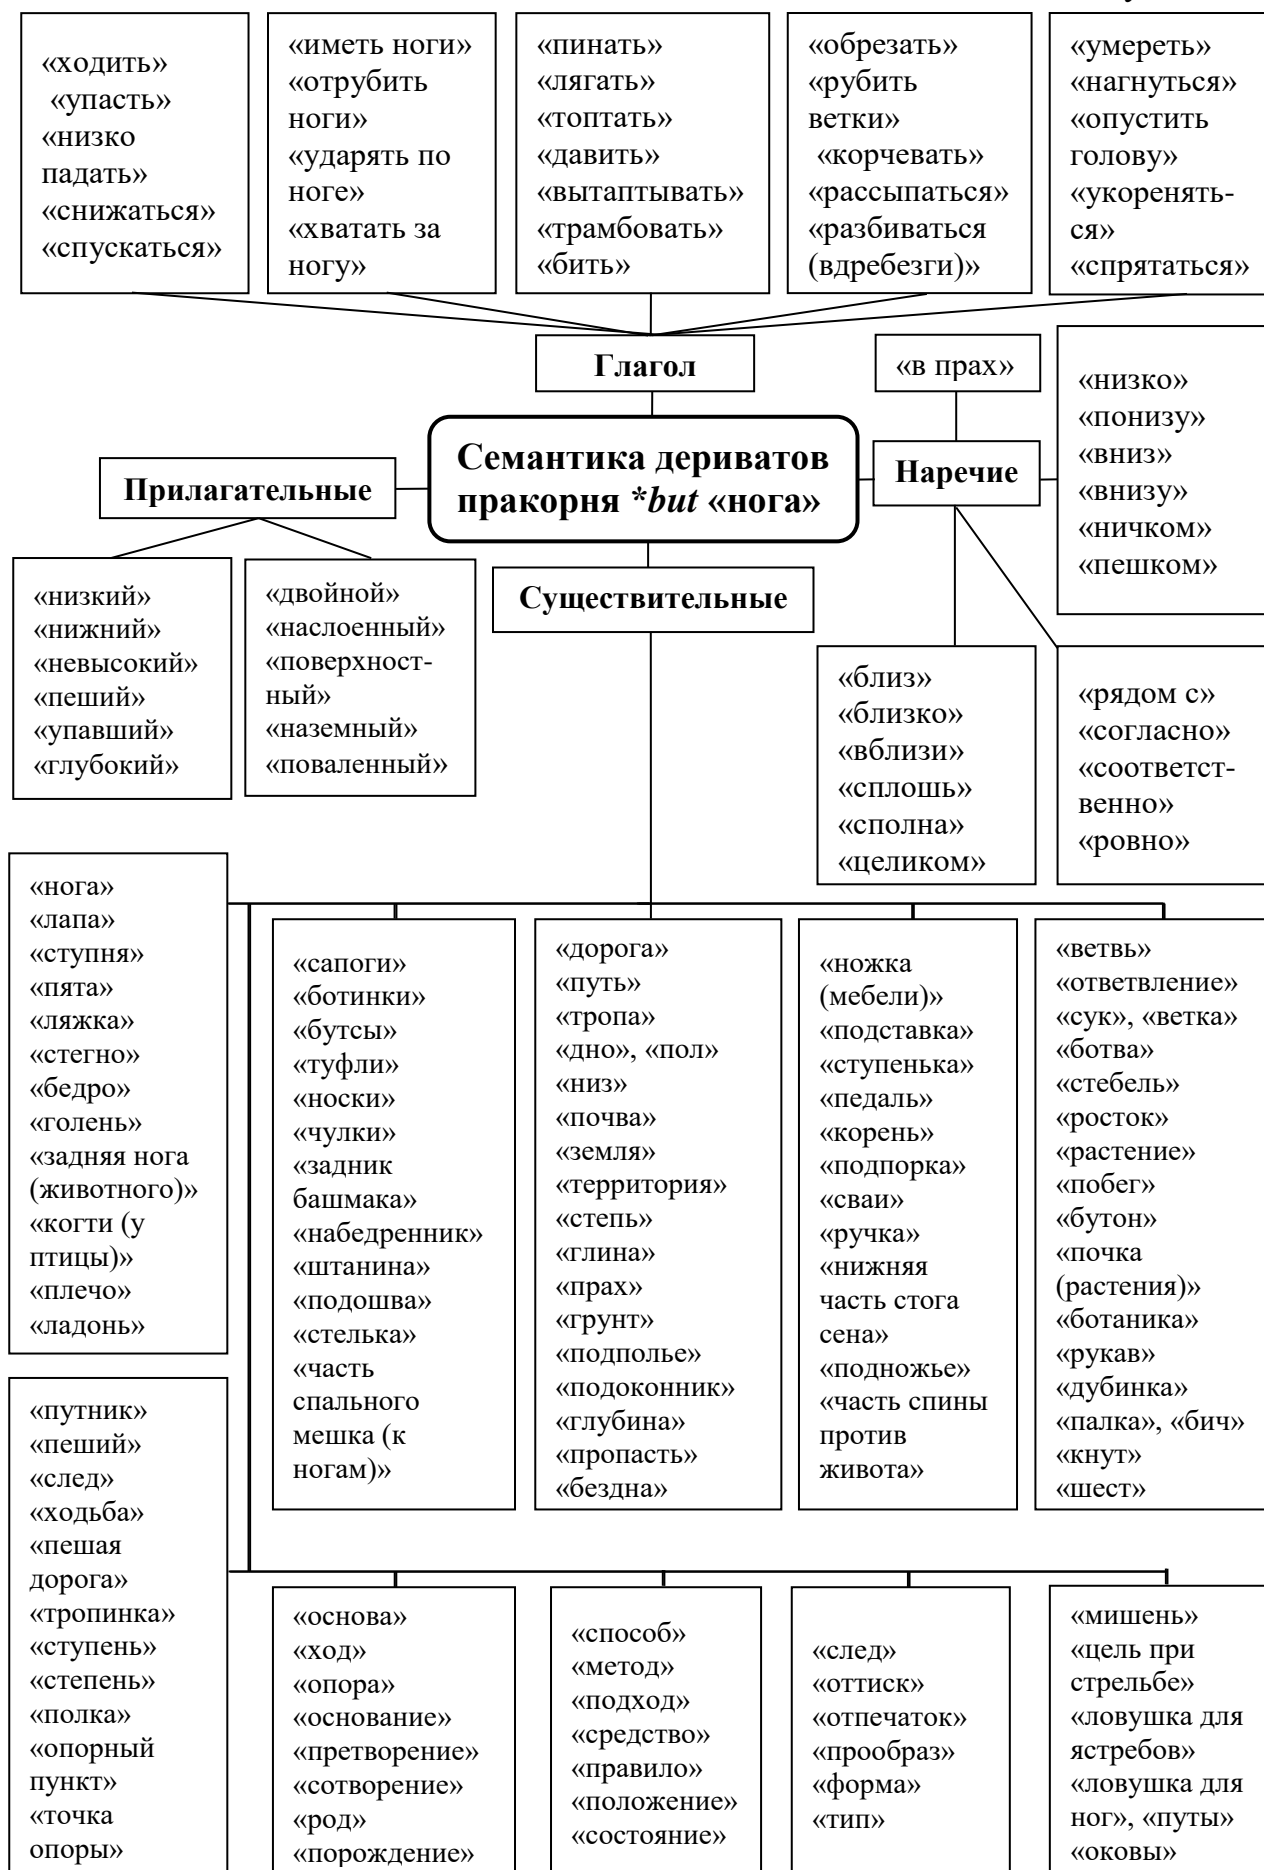 «ходить»
«упасть»
«низко
падать»
«снижаться»
«спускаться»
«иметь ноги»
«отрубить
ноги»
«ударять по
ноге»
«хватать за
ногу»
«пинать»
«лягать»
«топтать»
«давить»
«вытаптывать»
«трамбовать»
«бить»
«обрезать»
«рубить
ветки»
«корчевать»
«рассыпаться»
«разбиваться
(вдребезги)»
«умереть»
«нагнуться»
«опустить
голову»
«укоренять-
ся»
«спрятаться»
Глагол
«в прах»
«низко»
«понизу»
«вниз»
«внизу»
«ничком»
«пешком»
Прилагательные
Семантика дериватов
пракорня *but «нога»
Наречие
«низкий»
«нижний»
«невысокий»
«пеший»
«упавший»
«глубокий»
«двойной»
«наслоенный»
«поверхност-
ный»
«наземный»
«поваленный»
Существительные
«близ»
«близко»
«вблизи»
«сплошь»
«сполна»
«целиком»
«рядом с»
«согласно»
«соответст-
венно»
«ровно»
«нога»
«лапа»
«ступня»
«пята»
«ляжка»
«стегно»
«бедро»
«голень»
«задняя нога
(животного)»
«когти (у
птицы)»
«плечо»
«ладонь»
«сапоги»
«ботинки»
«бутсы»
«туфли»
«носки»
«чулки»
«задник
башмака»
«набедренник»
«штанина»
«подошва»
«стелька»
«часть
спального
мешка (к
ногам)»
«дорога»
«путь»
«тропа»
«дно», «пол»
«низ»
«почва»
«земля»
«территория»
«степь»
«глина»
«прах»
«грунт»
«подполье»
«подоконник»
«глубина»
«пропасть»
«бездна»
«ножка
(мебели)»
«подставка»
«ступенька»
«педаль»
«корень»
«подпорка»
«сваи»
«ручка»
«нижняя
часть стога
сена»
«подножье»
«часть спины
против
живота»
«ветвь»
«ответвление»
«сук», «ветка»
«ботва»
«стебель»
«росток»
«растение»
«побег»
«бутон»
«почка
(растения)»
«ботаника»
«рукав»
«дубинка»
«палка», «бич»
«кнут»
«шест»
«путник»
«пеший»
«след»
«ходьба»
«пешая
дорога»
«тропинка»
«ступень»
«степень»
«полка»
«опорный
пункт»
«точка
опоры»
«основа»
«ход»
«опора»
«основание»
«претворение»
«сотворение»
«род»
«порождение»
«способ»
«метод»
«подход»
«средство»
«правило»
«положение»
«состояние»
«след»
«оттиск»
«отпечаток»
«прообраз»
«форма»
«тип»
«мишень»
«цель при
стрельбе»
«ловушка для
ястребов»
«ловушка для
ног», «путы»
«оковы»